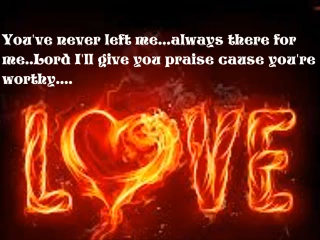 You've never left me...always there for
me..Lord I'll give you praise cause you're
worthy....
LOVE